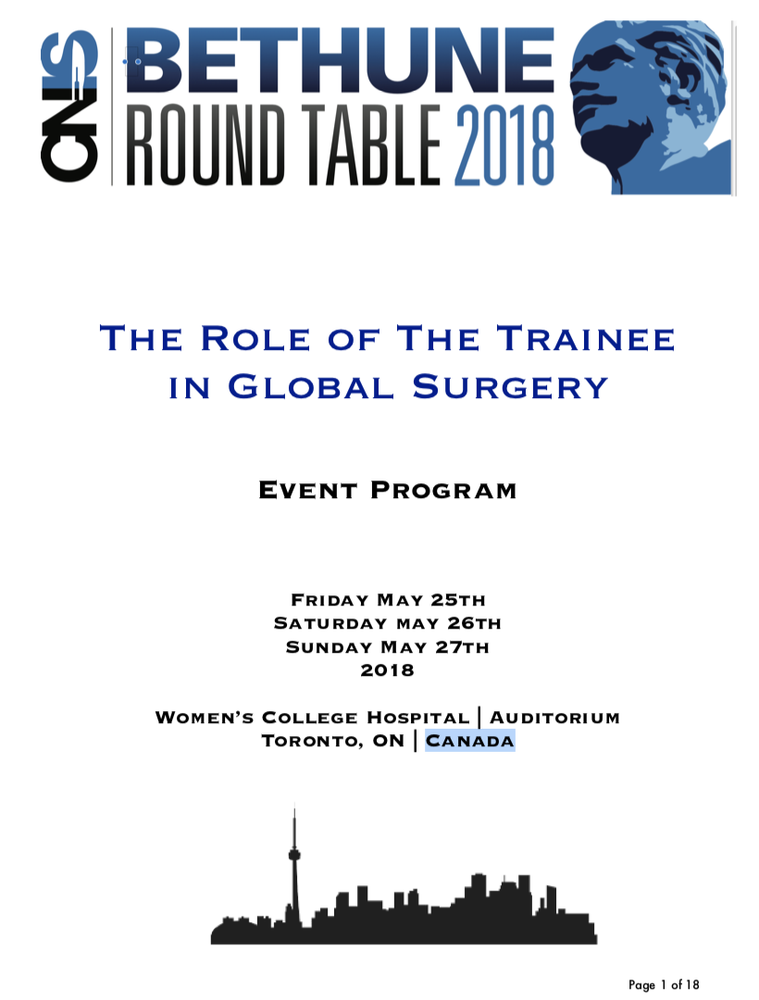 CNIS
BETHUNE
ROUND TABLE 2018
The Role of The Trainee
in Global Surgery
Event Program
Friday May 25th
Saturday may 26th
Sunday May 27th
2018
Women's College Hospital | Auditorium
Toronto, ON | Canada
Page 1 of 18